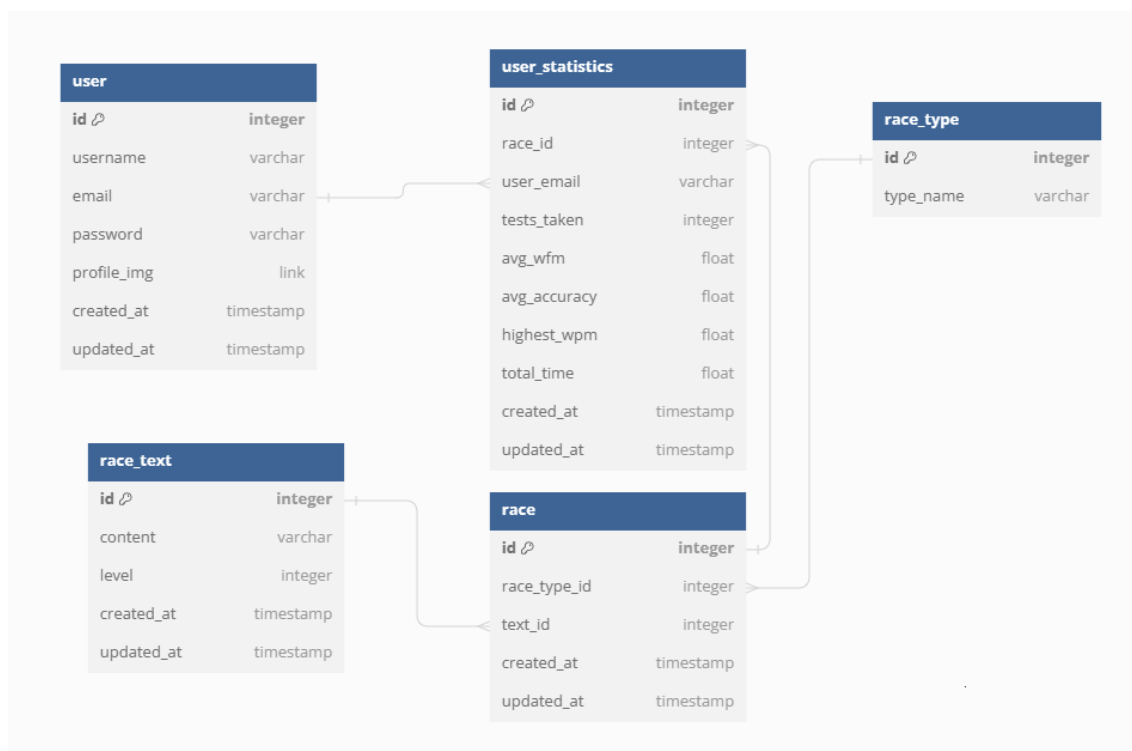 user
id integer
username varchar
email varchar
password varchar
profile_img link
created_at timestamp
updated_at timestamp
user_statistics
id integer
race_id integer
user_email varchar
tests_taken integer
avg_wfm float
avg_accuracy float
highest_wpm float
total_time float
created_at timestamp
updated_at timestamp
race_type
id integer
type_name varchar
race_text
id integer
content varchar
level integer
created_at timestamp
updated_at timestamp
race
id integer
race_type_id integer
text_id integer
created_at timestamp
updated_at timestamp